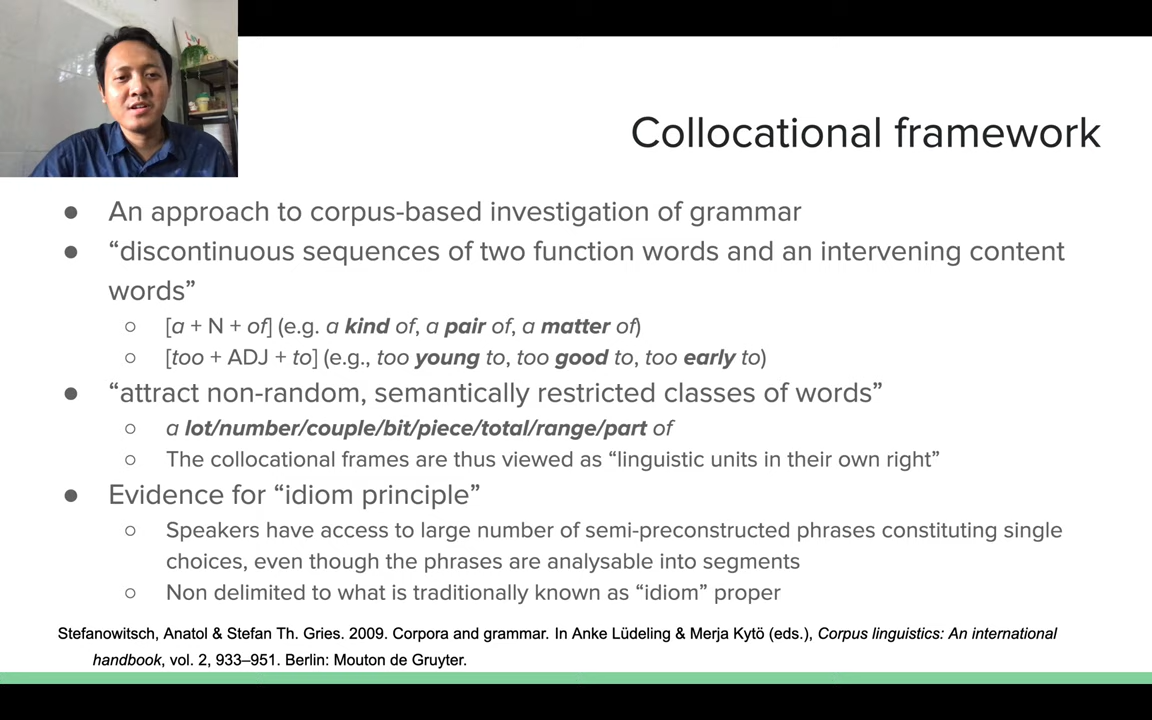 Collocational framework
● An approach to corpus-based investigation of grammar
● “discontinuous sequences of two function words and an intervening content
words”
○ [a + N + of] (e.g. a kind of, a pair of, a matter of)
○ [too + ADJ + to] (e.g., too young to, too good to, too early to)
● “attract non-random, semantically restricted classes of words”
○ a lot/number/couple/bit/piece/total/range/part of
○ The collocational frames are thus viewed as “linguistic units in their own right”
● Evidence for “idiom principle”
○ Speakers have access to large number of semi-preconstructed phrases constituting single
choices, even though the phrases are analysable into segments
○ Non delimited to what is traditionally known as “idiom” proper
Stefanowitsch, Anatol & Stefan Th. Gries. 2009. Corpora and grammar. In Anke Lüdeling & Merja Kytö (eds.), Corpus linguistics: An international
handbook, vol. 2, 933–951. Berlin: Mouton de Gruyter.